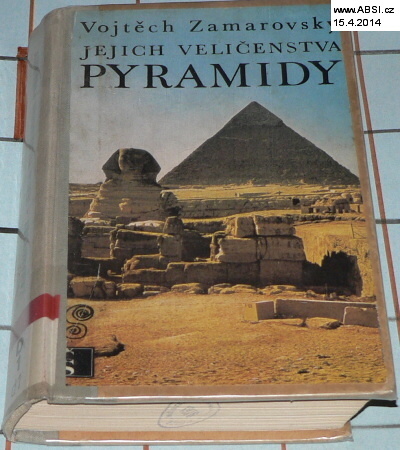 www.ABSI.cz
15.4.2014
Vojtěch Zamarovský
JEJICH VELIČENSTVA
PYRAMIDY